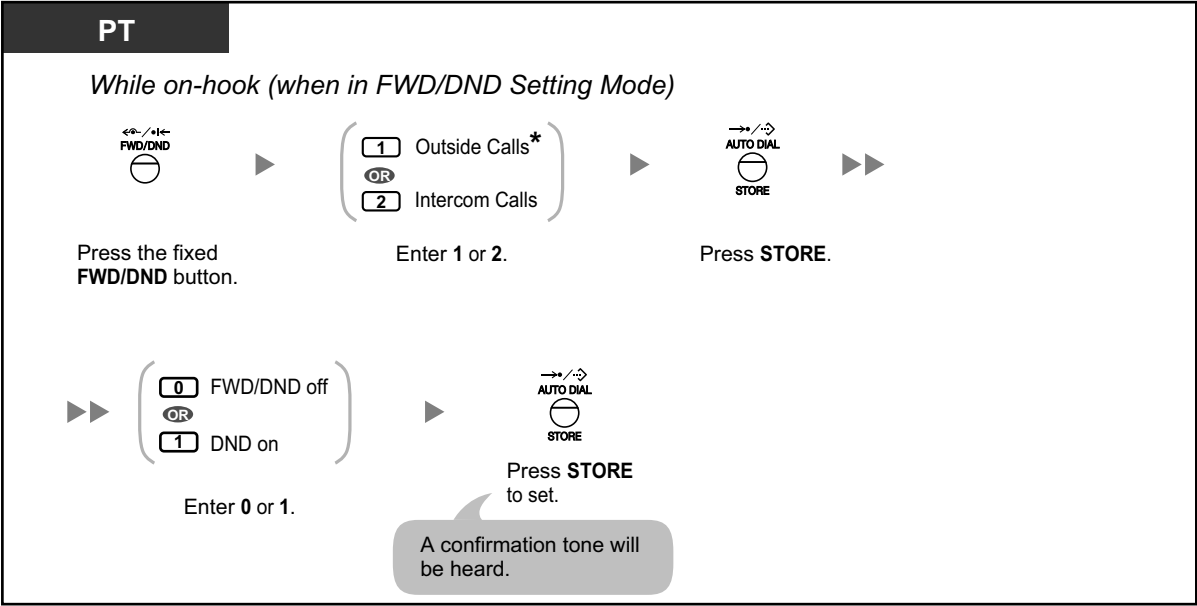 PT
While on-hook (when in FWD/DND Setting Mode)
FWD/DND
1 Outside Calls*
OR
2 Intercom Calls
AUTO DIAL
STORE
Press the fixed
FWD/DND button.
Enter 1 or 2.
Press STORE.
0 FWD/DND off
OR
1 DND on
AUTO DIAL
STORE
Enter 0 or 1.
Press STORE
to set.
A confirmation tone will
be heard.